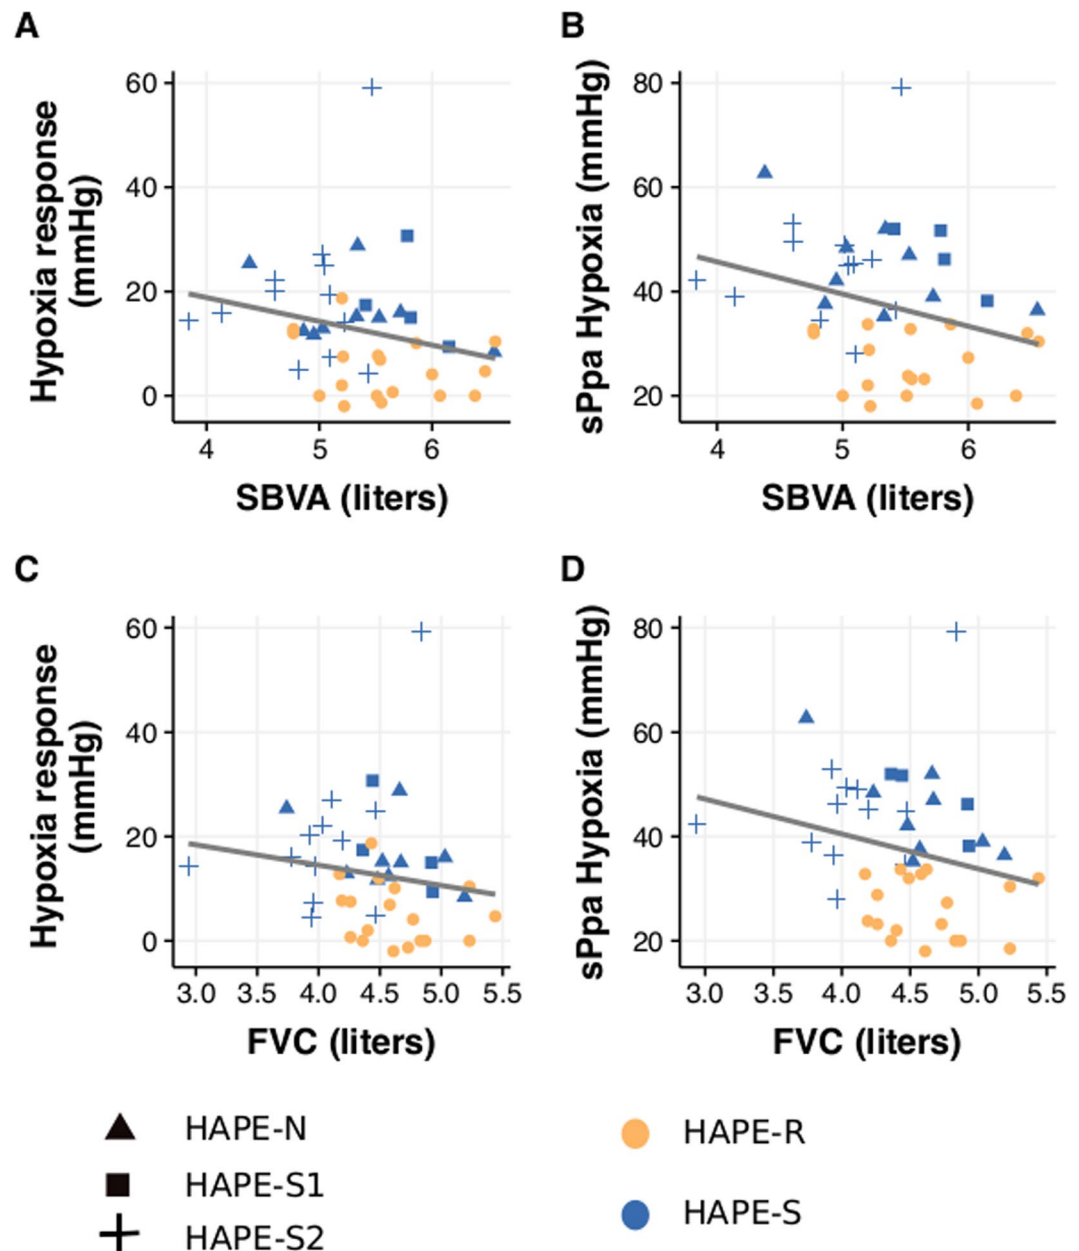 A
B
Hypoxia response
(mmHg)
60
40
20
0
4
5
6
SBVA (liters)
sPpa Hypoxia (mmHg)
80
60
40
20
4
5
6
SBVA (liters)
C
D
Hypoxia response
(mmHg)
60
40
20
0
3.0
3.5
4.0
4.5
5.0
5.5
FVC (liters)
sPpa Hypoxia (mmHg)
80
60
40
20
3.0
3.5
4.0
4.5
5.0
5.5
FVC (liters)
HAPE-N
HAPE-S1
HAPE-S2
HAPE-R
HAPE-S